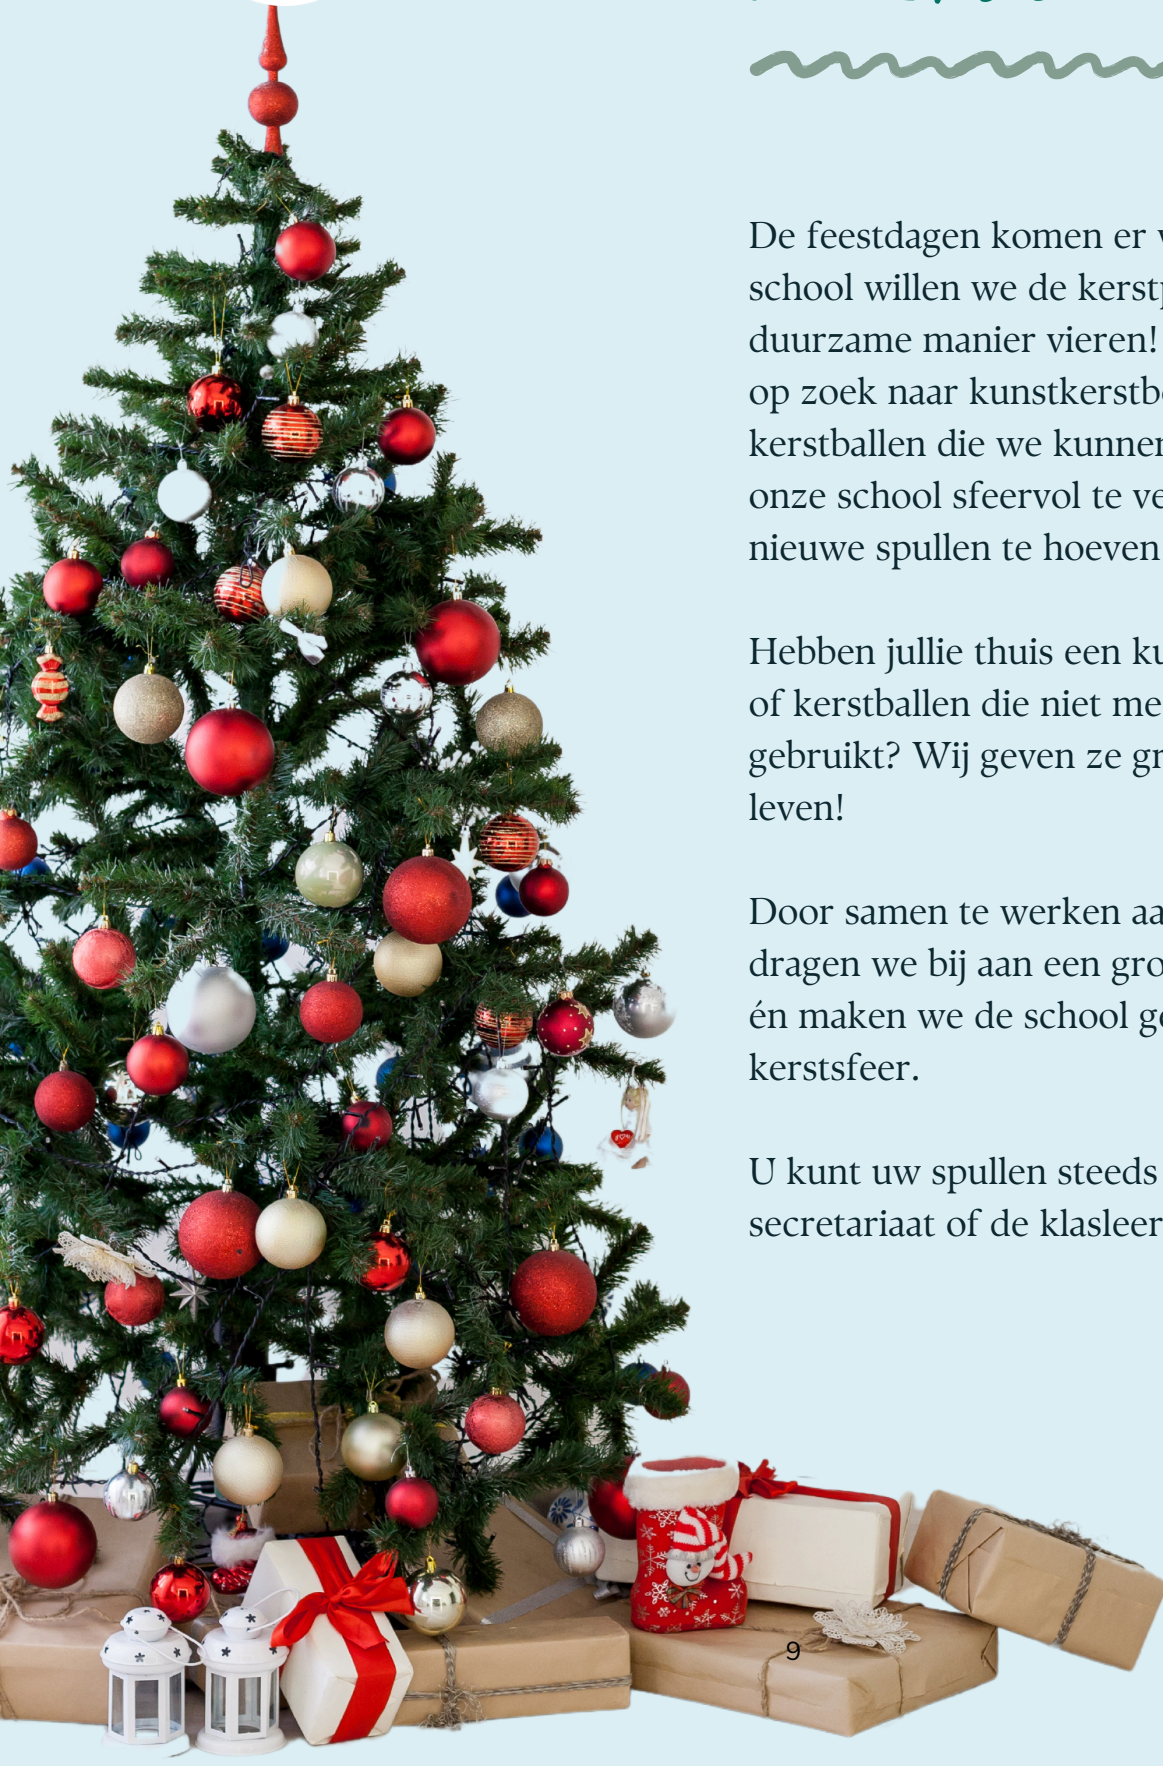 De feestdagen komen er
school willen we de
duurzame manier vieren!
op zoek naar
kerstballen die we
onze school sfeervol te
nieuwe spullen te hoeven
Hebben jullie thuis een
of kerstballen die niet
gebruikt? Wij geven ze
leven!
Door samen te werken
dragen we bij aan een
én maken we de school
kerstsfeer.
U kunt uw spullen steeds
secretariaat of de
9